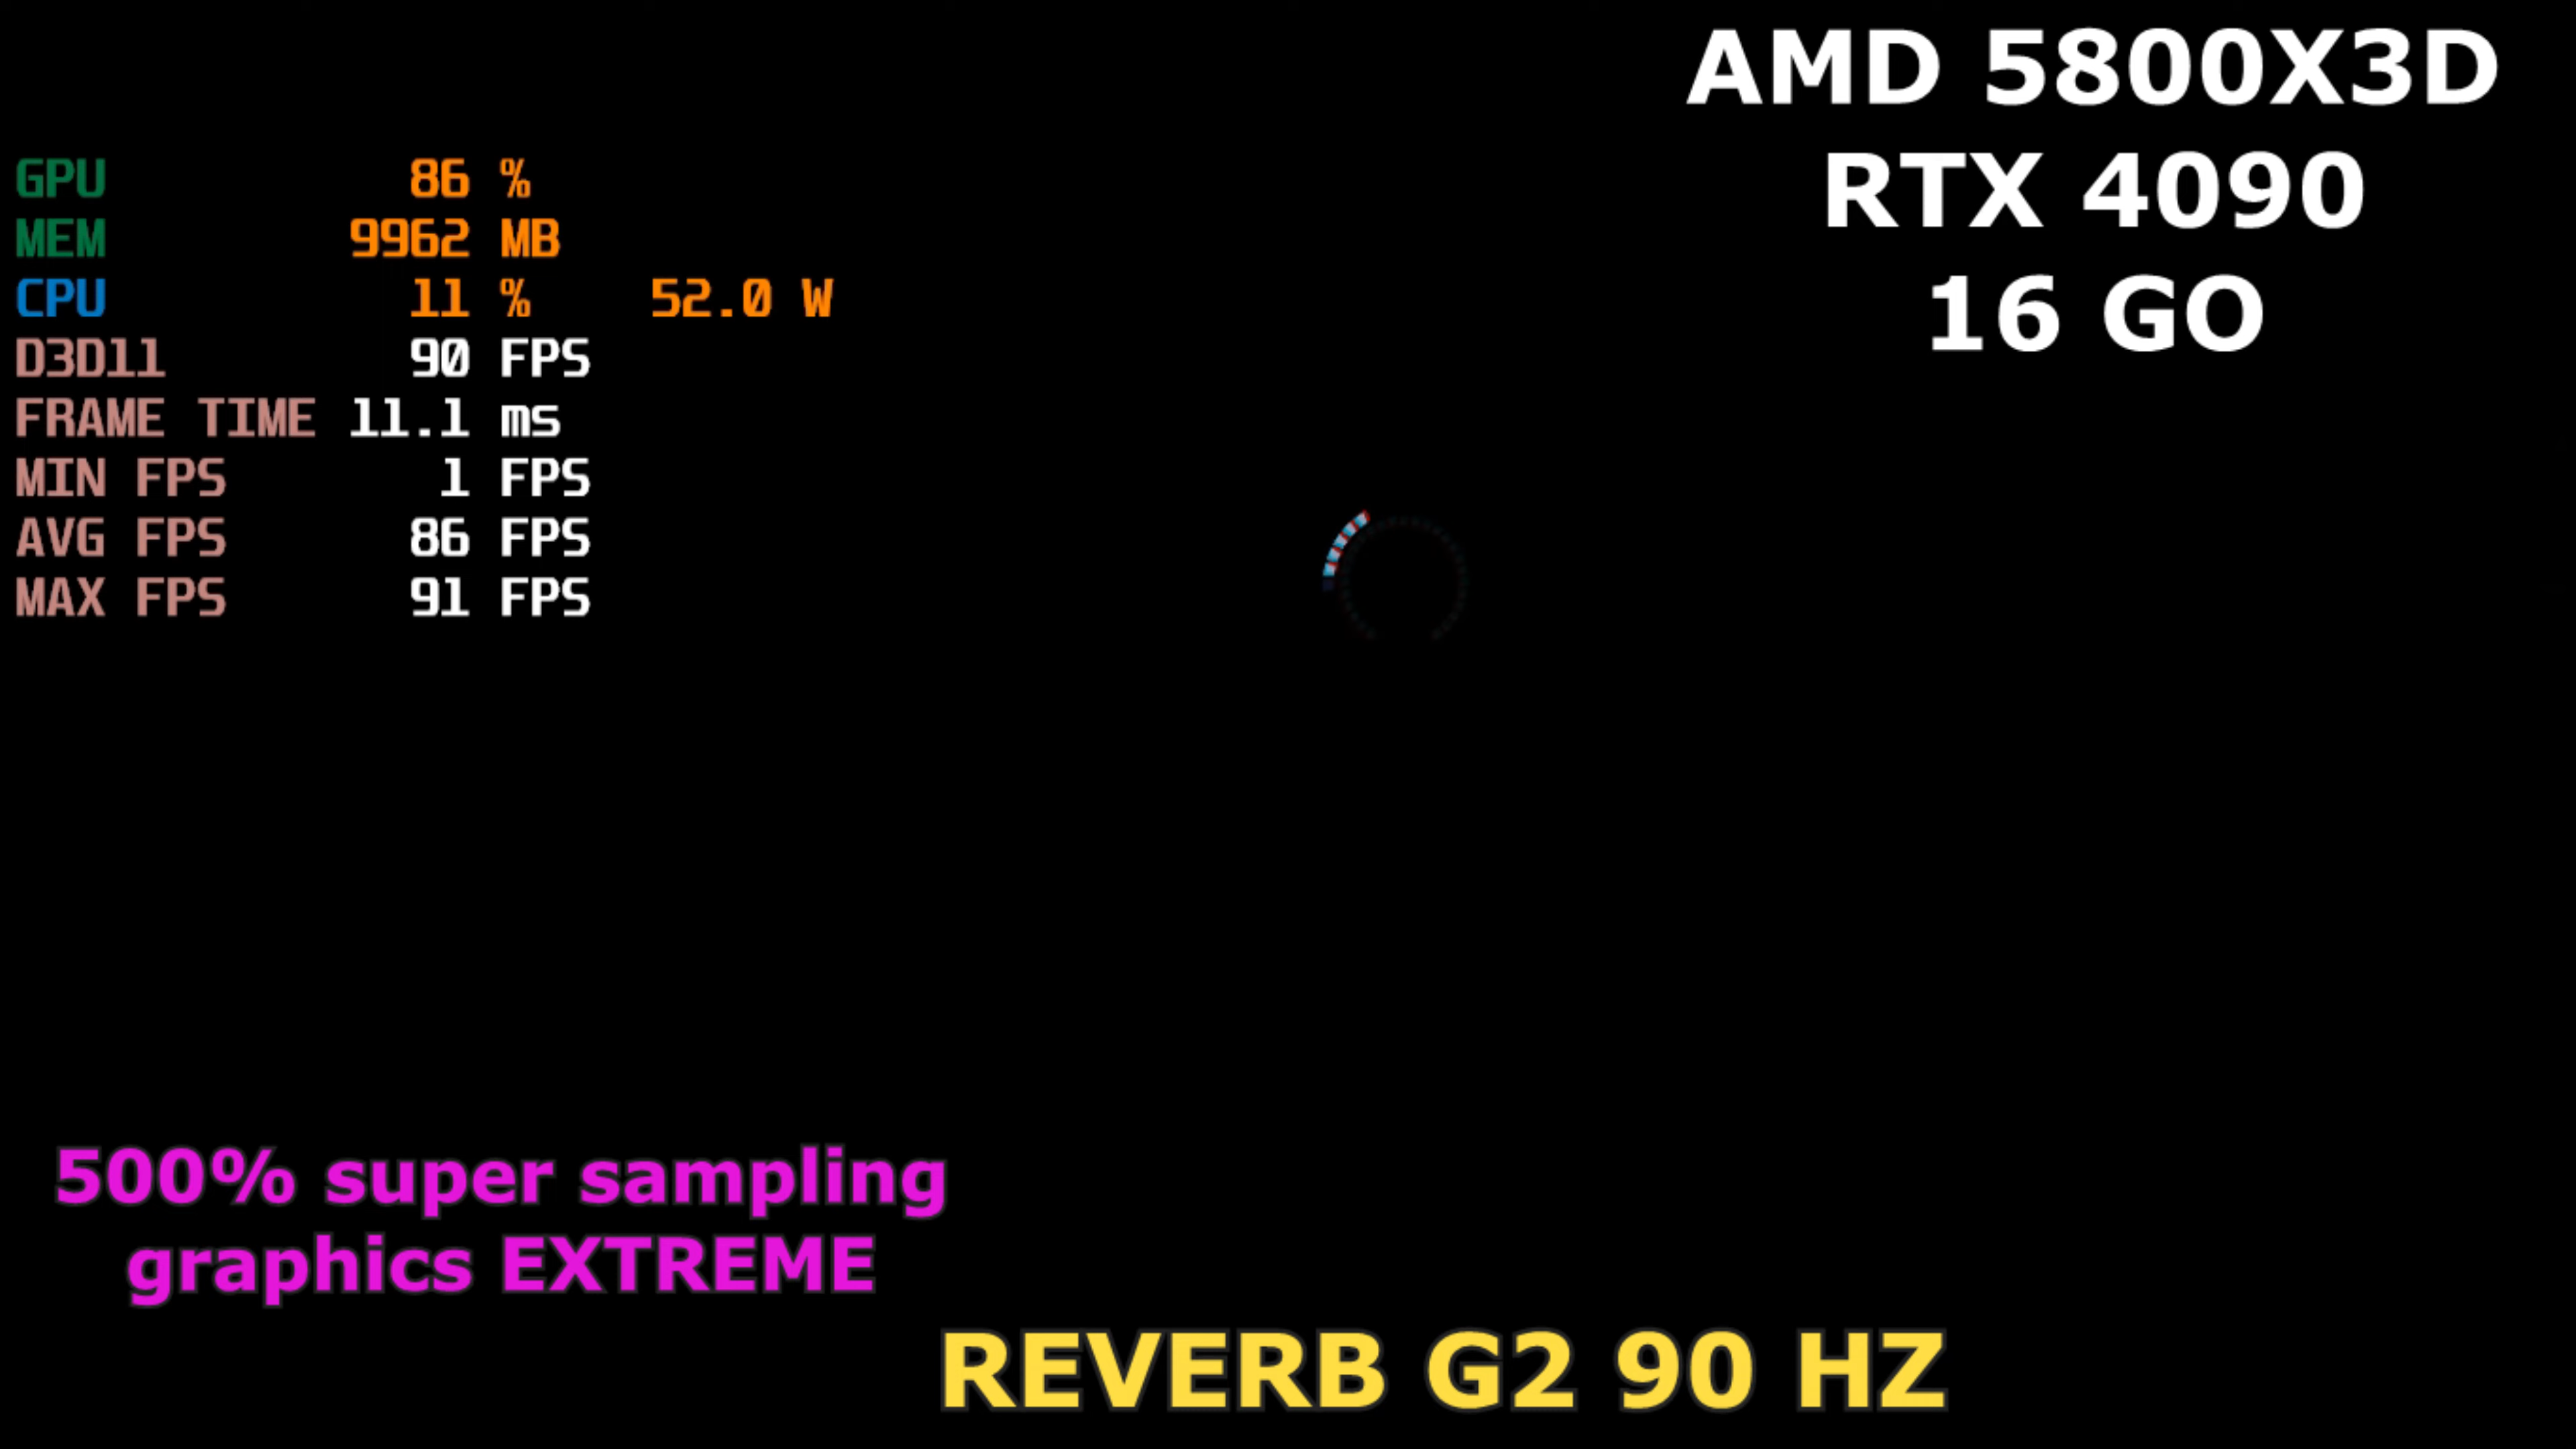 AMD 5800X3D
RTX 4090
16 GO
GPU 86 %
MEM 9962 MB
CPU 11 % 52.0 W
D3D11 90 FPS
FRAME TIME 11.1 ms
MIN FPS 1 FPS
AVG FPS 86 FPS
MAX FPS 91 FPS
500% super sampling
graphics EXTREME
REVERB G2 90 HZ